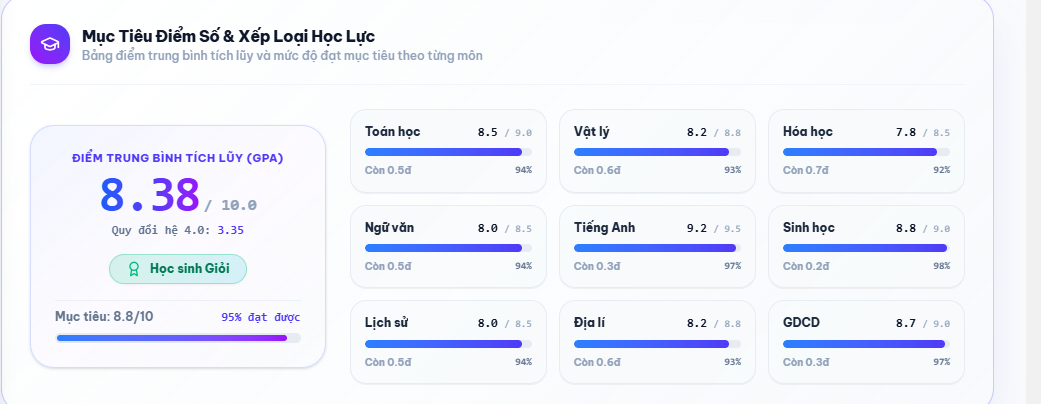 Mục Tiêu Điểm Số & Xếp Loại Học Lực
Bảng điểm trung bình tích lũy và mức độ đạt mục tiêu theo từng môn
ĐIỂM TRUNG BÌNH TÍCH LŨY (GPA)
8.38 / 10.0
Quy đổi hệ 4.0: 3.35
Học sinh Giỏi
Mục tiêu: 8.8/10 95% đạt được
Toán học 8.5 / 9.0
Còn 0.5đ 94%
Vật lý 8.2 / 8.8
Còn 0.6đ 93%
Hóa học 7.8 / 8.5
Còn 0.7đ 92%
Ngữ văn 8.0 / 8.5
Còn 0.5đ 94%
Tiếng Anh 9.2 / 9.5
Còn 0.3đ 97%
Sinh học 8.8 / 9.0
Còn 0.2đ 98%
Lịch sử 8.0 / 8.5
Còn 0.5đ 94%
Địa lí 8.2 / 8.8
Còn 0.6đ 93%
GDCD 8.7 / 9.0
Còn 0.3đ 97%